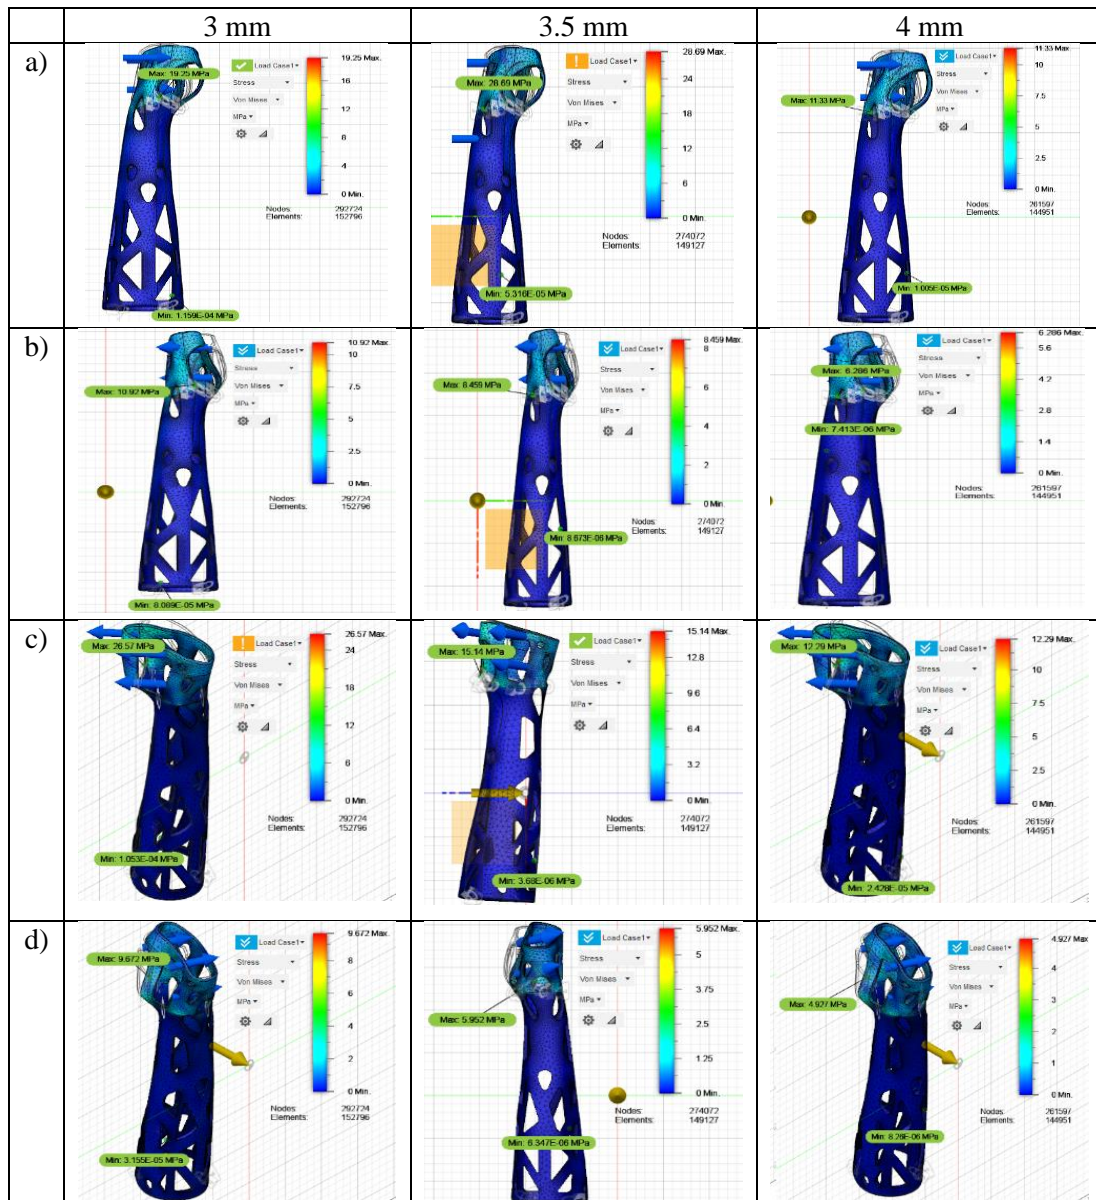 3 mm
3.5 mm
4 mm
a)
Max: 19.25 MPa
Load Case1
Stress
Von Mises
MPa
19.25 Max.
16
12
8
4
0 Min.
Nodes: 292724
Elements: 152796
Min: 1.159E-04 MPa
Max: 28.69 MPa
Load Case1
Stress
Von Mises
MPa
28.69 Max.
24
18
12
6
0 Min.
Nodes: 274072
Elements: 149127
Min: 5.316E-05 MPa
Max: 11.33 MPa
Load Case1
Stress
Von Mises
MPa
11.33 Max.
10
7.5
5
2.5
0 Min.
Nodes: 261597
Elements: 144951
Min: 1.005E-05 MPa
b)
Max: 10.92 MPa
Load Case1
Stress
Von Mises
MPa
10.92 Max.
10
7.5
5
2.5
0 Min.
Nodes: 292724
Elements: 152796
Min: 8.089E-05 MPa
Max: 8.459 MPa
Load Case1
Stress
Von Mises
MPa
8.459 Max.
8
6
4
2
0 Min.
Nodes: 274072
Elements: 149127
Min: 8.673E-06 MPa
Max: 6.286 MPa
Load Case1
Stress
Von Mises
MPa
6.286 Max.
5.6
4.2
2.8
1.4
0 Min.
Nodes: 261597
Elements: 144951
Min: 7.413E-06 MPa
c)
Max: 26.57 MPa
Load Case1
Stress
Von Mises
MPa
26.57 Max.
24
18
12
6
0 Min.
Nodes: 292724
Elements: 152796
Min: 1.053E-04 MPa
Max: 15.14 MPa
Load Case1
Stress
Von Mises
MPa
15.14 Max.
12.8
9.6
6.4
3.2
0 Min.
Nodes: 274072
Elements: 149127
Min: 3.68E-06 MPa
Max: 12.29 MPa
Load Case1
Stress
Von Mises
MPa
12.29 Max.
10
7.5
5
2.5
0 Min.
Nodes: 261597
Elements: 144951
Min: 2.428E-05 MPa
d)
Max: 9.672 MPa
Load Case1
Stress
Von Mises
MPa
9.672 Max.
8
6
4
2
0 Min.
Nodes: 292724
Elements: 152796
Min: 3.155E-05 MPa
Max: 5.952 MPa
Load Case1
Stress
Von Mises
MPa
5.952 Max.
5
3.75
2.5
1.25
0 Min.
Nodes: 274072
Elements: 149127
Min: 6.347E-06 MPa
Max: 4.927 MPa
Load Case1
Stress
Von Mises
MPa
4.927 Max.
4
3
2
1
0 Min.
Nodes: 261597
Elements: 144951
Min: 8.26E-06 MPa